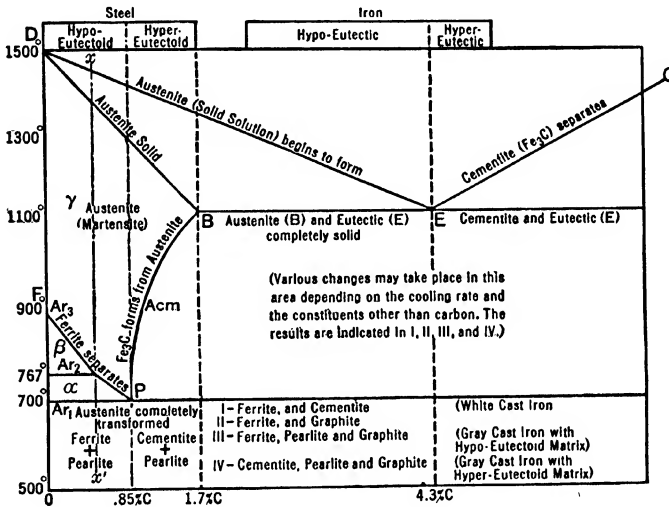 Steel
Iron
Hypo-
Eutectoid
Hyper-
Eutectoid
Hypo-Eutectic
Hyper-
Eutectic
D
1500°
x
C
Austenite (Solid Solution) begins to form
Austenite Solid
Cementite (Fe3C) separates
1300°
γ Austenite
(Martensite)
1100°
B
E
Austenite (B) and Eutectic (E)
completely solid
Cementite and Eutectic (E)
Fe3C-forms from Austenite
Acm
(Various changes may take place in this
area depending on the cooling rate and
the constituents other than carbon. The
results are indicated in I, II, III, and IV.)
F
900°
Ar3
Ferrite separates
β
Ar2
767°
α
P
700°
Ar1 Austenite completely
transformed
Ferrite
+
Pearlite
x'
Cementite
+
Pearlite
I-Ferrite, and Cementite
II-Ferrite, and Graphite
III-Ferrite, Pearlite and Graphite
IV-Cementite, Pearlite and Graphite
(White Cast Iron
(Gray Cast Iron with
Hypo-Eutectoid Matrix)
(Gray Cast Iron with
Hyper-Eutectoid Matrix)
500°
0
.85%C
1.7%C
4.3%C